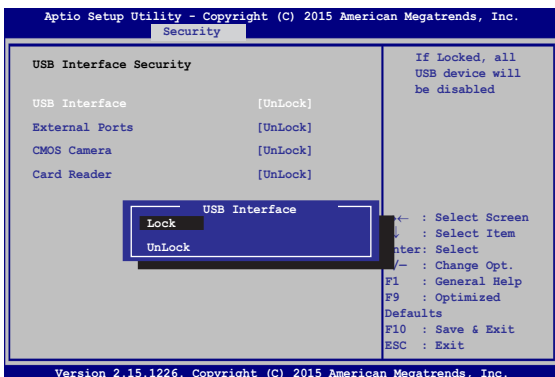 Aptio Setup Utility - Copyright (C) 2015 American Megatrends, Inc.
Security
USB Interface Security
USB Interface [UnLock]
External Ports [UnLock]
CMOS Camera [UnLock]
Card Reader [UnLock]
If Locked, all
USB device will
be disabled
USB Interface
Lock
UnLock
→← : Select Screen
↓ : Select Item
nter: Select
/— : Change Opt.
F1 : General Help
F9 : Optimized
Defaults
F10 : Save & Exit
ESC : Exit
Version 2.15.1226. Copyright (C) 2015 American Megatrends, Inc.